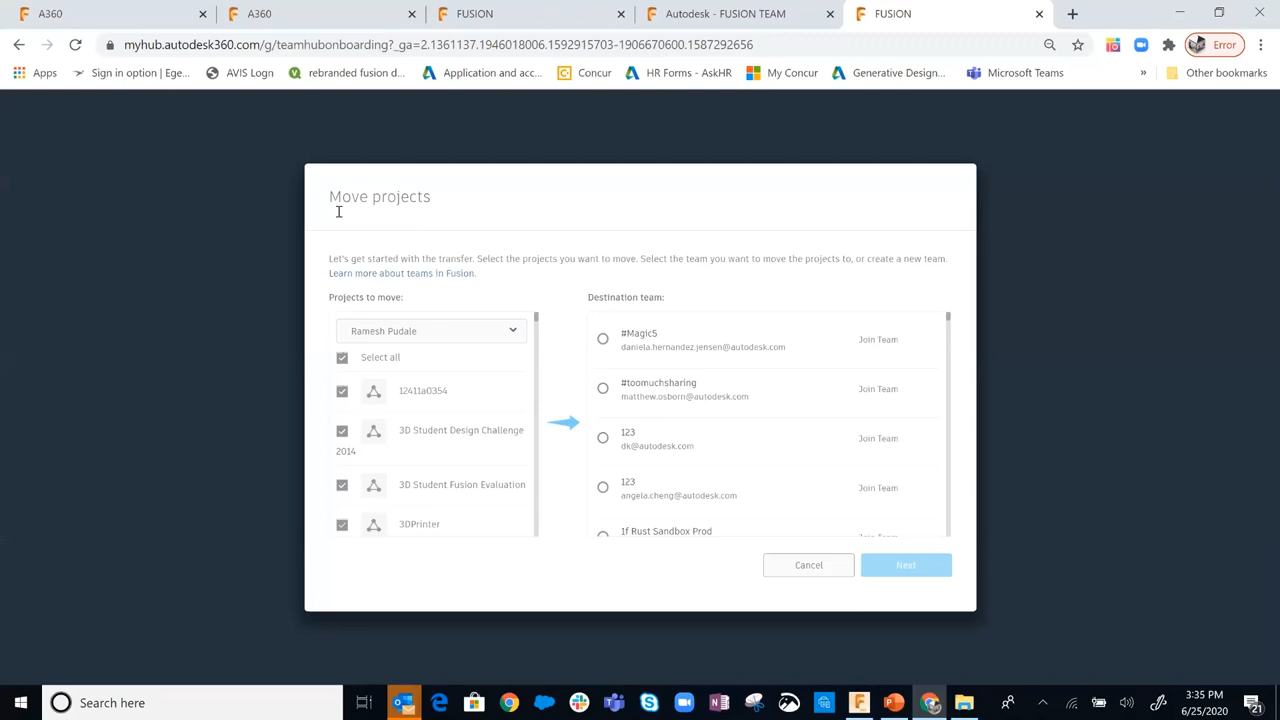 A360
A360
FUSION
Autodesk - FUSION TEAM
FUSION
myhub.autodesk360.com/g/teamhubonboarding?_ga=2.1361137.1946018006.1592915703-1906670608.1587292656
Error
Apps
Sign in option | Ege...
AVIS Login
rebranded fusion d...
Application and acc...
Concur
HR Forms - AskHR
My Concur
Generative Design...
Microsoft Teams
»
Other bookmarks
Move projects
Let's get started with the transfer. Select the projects you want to move. Select the team you want to move the projects to, or create a new team.
Learn more about teams in Fusion.
Projects to move:
Destination team:
Ramesh Pudale
Select all
12411a0354
3D Student Design Challenge
2014
3D Student Fusion Evaluation
3DPrinter
#Magic5
daniela.hernandez.jensen@autodesk.com
Join Team
#toomuchsharing
matthew.osborn@autodesk.com
Join Team
123
dk@autodesk.com
Join Team
123
angela.cheng@autodesk.com
Join Team
1f Rust Sandbox Prod
Join Team
Cancel
Next
Search here
3:35 PM
6/25/2020
21